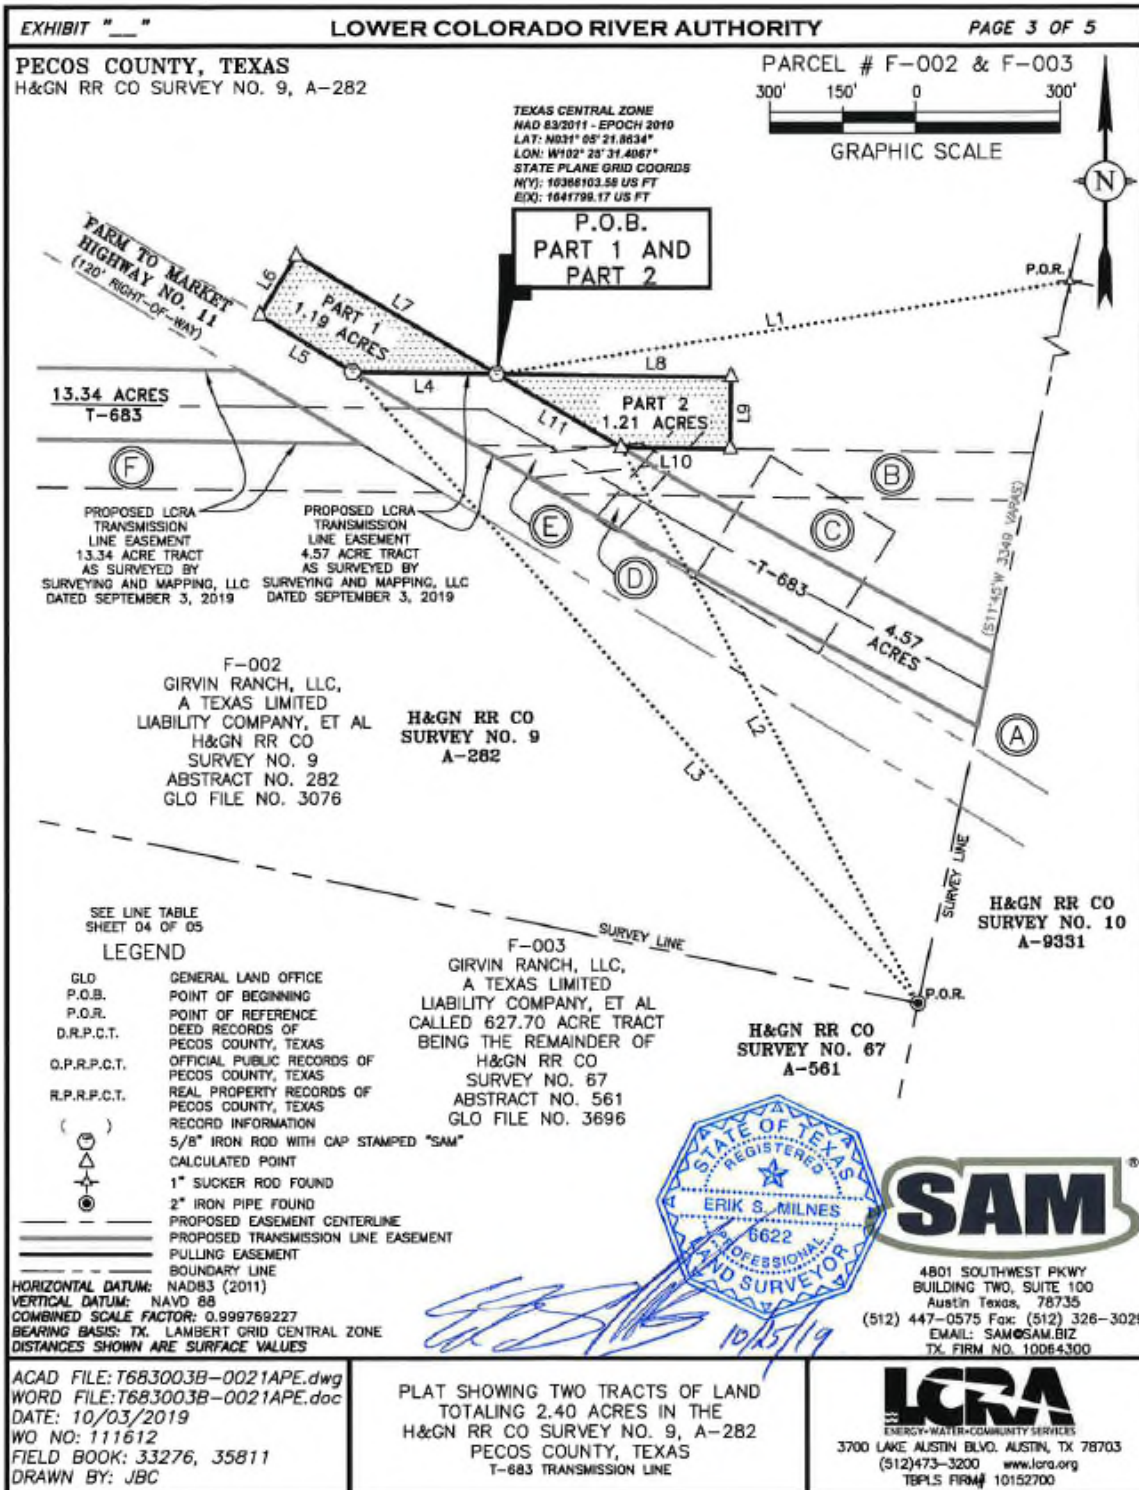 EXHIBIT "__"
LOWER COLORADO RIVER AUTHORITY
PAGE 3 OF 5
PECOS COUNTY, TEXAS
H&GN RR CO SURVEY NO. 9, A-282
PARCEL # F-002 & F-003
300' 150' 0 300'
GRAPHIC SCALE
N
TEXAS CENTRAL ZONE
NAD 83/2011 - EPOCH 2010
LAT: N031° 05' 21.8634"
LON: W102° 25' 31.4067"
STATE PLANE GRID COORDS
N(Y): 10366103.58 US FT
E(X): 1641799.17 US FT
P.O.B.
PART 1 AND
PART 2
P.O.R.
FARM TO MARKET
HIGHWAY NO. 11
(120' RIGHT-OF-WAY)
L6
L7
PART 1
1.19 ACRES
L1
L5
L4
L8
13.34 ACRES
T-683
PART 2
1.21 ACRES
L9
L11
L10
F
B
C
E
D
PROPOSED LCRA
TRANSMISSION
LINE EASEMENT
13.34 ACRE TRACT
AS SURVEYED BY
SURVEYING AND MAPPING, LLC
DATED SEPTEMBER 3, 2019
PROPOSED LCRA
TRANSMISSION
LINE EASEMENT
4.57 ACRE TRACT
AS SURVEYED BY
SURVEYING AND MAPPING, LLC
DATED SEPTEMBER 3, 2019
(S11°45'W 3349 VARAS)
T-683
4.57
ACRES
A
L2
L3
F-002
GIRVIN RANCH, LLC,
A TEXAS LIMITED
LIABILITY COMPANY, ET AL
H&GN RR CO
SURVEY NO. 9
ABSTRACT NO. 282
GLO FILE NO. 3076
H&GN RR CO
SURVEY NO. 9
A-282
SURVEY LINE
SURVEY LINE
H&GN RR CO
SURVEY NO. 10
A-9331
P.O.R.
F-003
GIRVIN RANCH, LLC,
A TEXAS LIMITED
LIABILITY COMPANY, ET AL
CALLED 627.70 ACRE TRACT
BEING THE REMAINDER OF
H&GN RR CO
SURVEY NO. 67
ABSTRACT NO. 561
GLO FILE NO. 3696
H&GN RR CO
SURVEY NO. 67
A-561
SEE LINE TABLE
SHEET 04 OF 05
LEGEND
GLO GENERAL LAND OFFICE
P.O.B. POINT OF BEGINNING
P.O.R. POINT OF REFERENCE
D.R.P.C.T. DEED RECORDS OF
PECOS COUNTY, TEXAS
O.P.R.P.C.T. OFFICIAL PUBLIC RECORDS OF
PECOS COUNTY, TEXAS
R.P.R.P.C.T. REAL PROPERTY RECORDS OF
PECOS COUNTY, TEXAS
( ) RECORD INFORMATION
5/8" IRON ROD WITH CAP STAMPED "SAM"
CALCULATED POINT
1" SUCKER ROD FOUND
2" IRON PIPE FOUND
PROPOSED EASEMENT CENTERLINE
PROPOSED TRANSMISSION LINE EASEMENT
PULLING EASEMENT
BOUNDARY LINE
HORIZONTAL DATUM: NAD83 (2011)
VERTICAL DATUM: NAVD 88
COMBINED SCALE FACTOR: 0.999769227
BEARING BASIS: TX. LAMBERT GRID CENTRAL ZONE
DISTANCES SHOWN ARE SURFACE VALUES
STATE OF TEXAS
REGISTERED
ERIK S. MILNES
6622
PROFESSIONAL
LAND SURVEYOR
10/25/19
SAM®
4801 SOUTHWEST PKWY
BUILDING TWO, SUITE 100
Austin Texas, 78735
(512) 447-0575 Fax: (512) 326-3029
EMAIL: SAM@SAM.BIZ
TX. FIRM NO. 10064300
ACAD FILE: T683003B-0021APE.dwg
WORD FILE: T683003B-0021APE.doc
DATE: 10/03/2019
WO NO: 111612
FIELD BOOK: 33276, 35811
DRAWN BY: JBC
PLAT SHOWING TWO TRACTS OF LAND
TOTALING 2.40 ACRES IN THE
H&GN RR CO SURVEY NO. 9, A-282
PECOS COUNTY, TEXAS
T-683 TRANSMISSION LINE
LCRA
ENERGY•WATER•COMMUNITY SERVICES
3700 LAKE AUSTIN BLVD. AUSTIN, TX 78703
(512)473-3200 www.lcra.org
TBPLS FIRM# 10152700